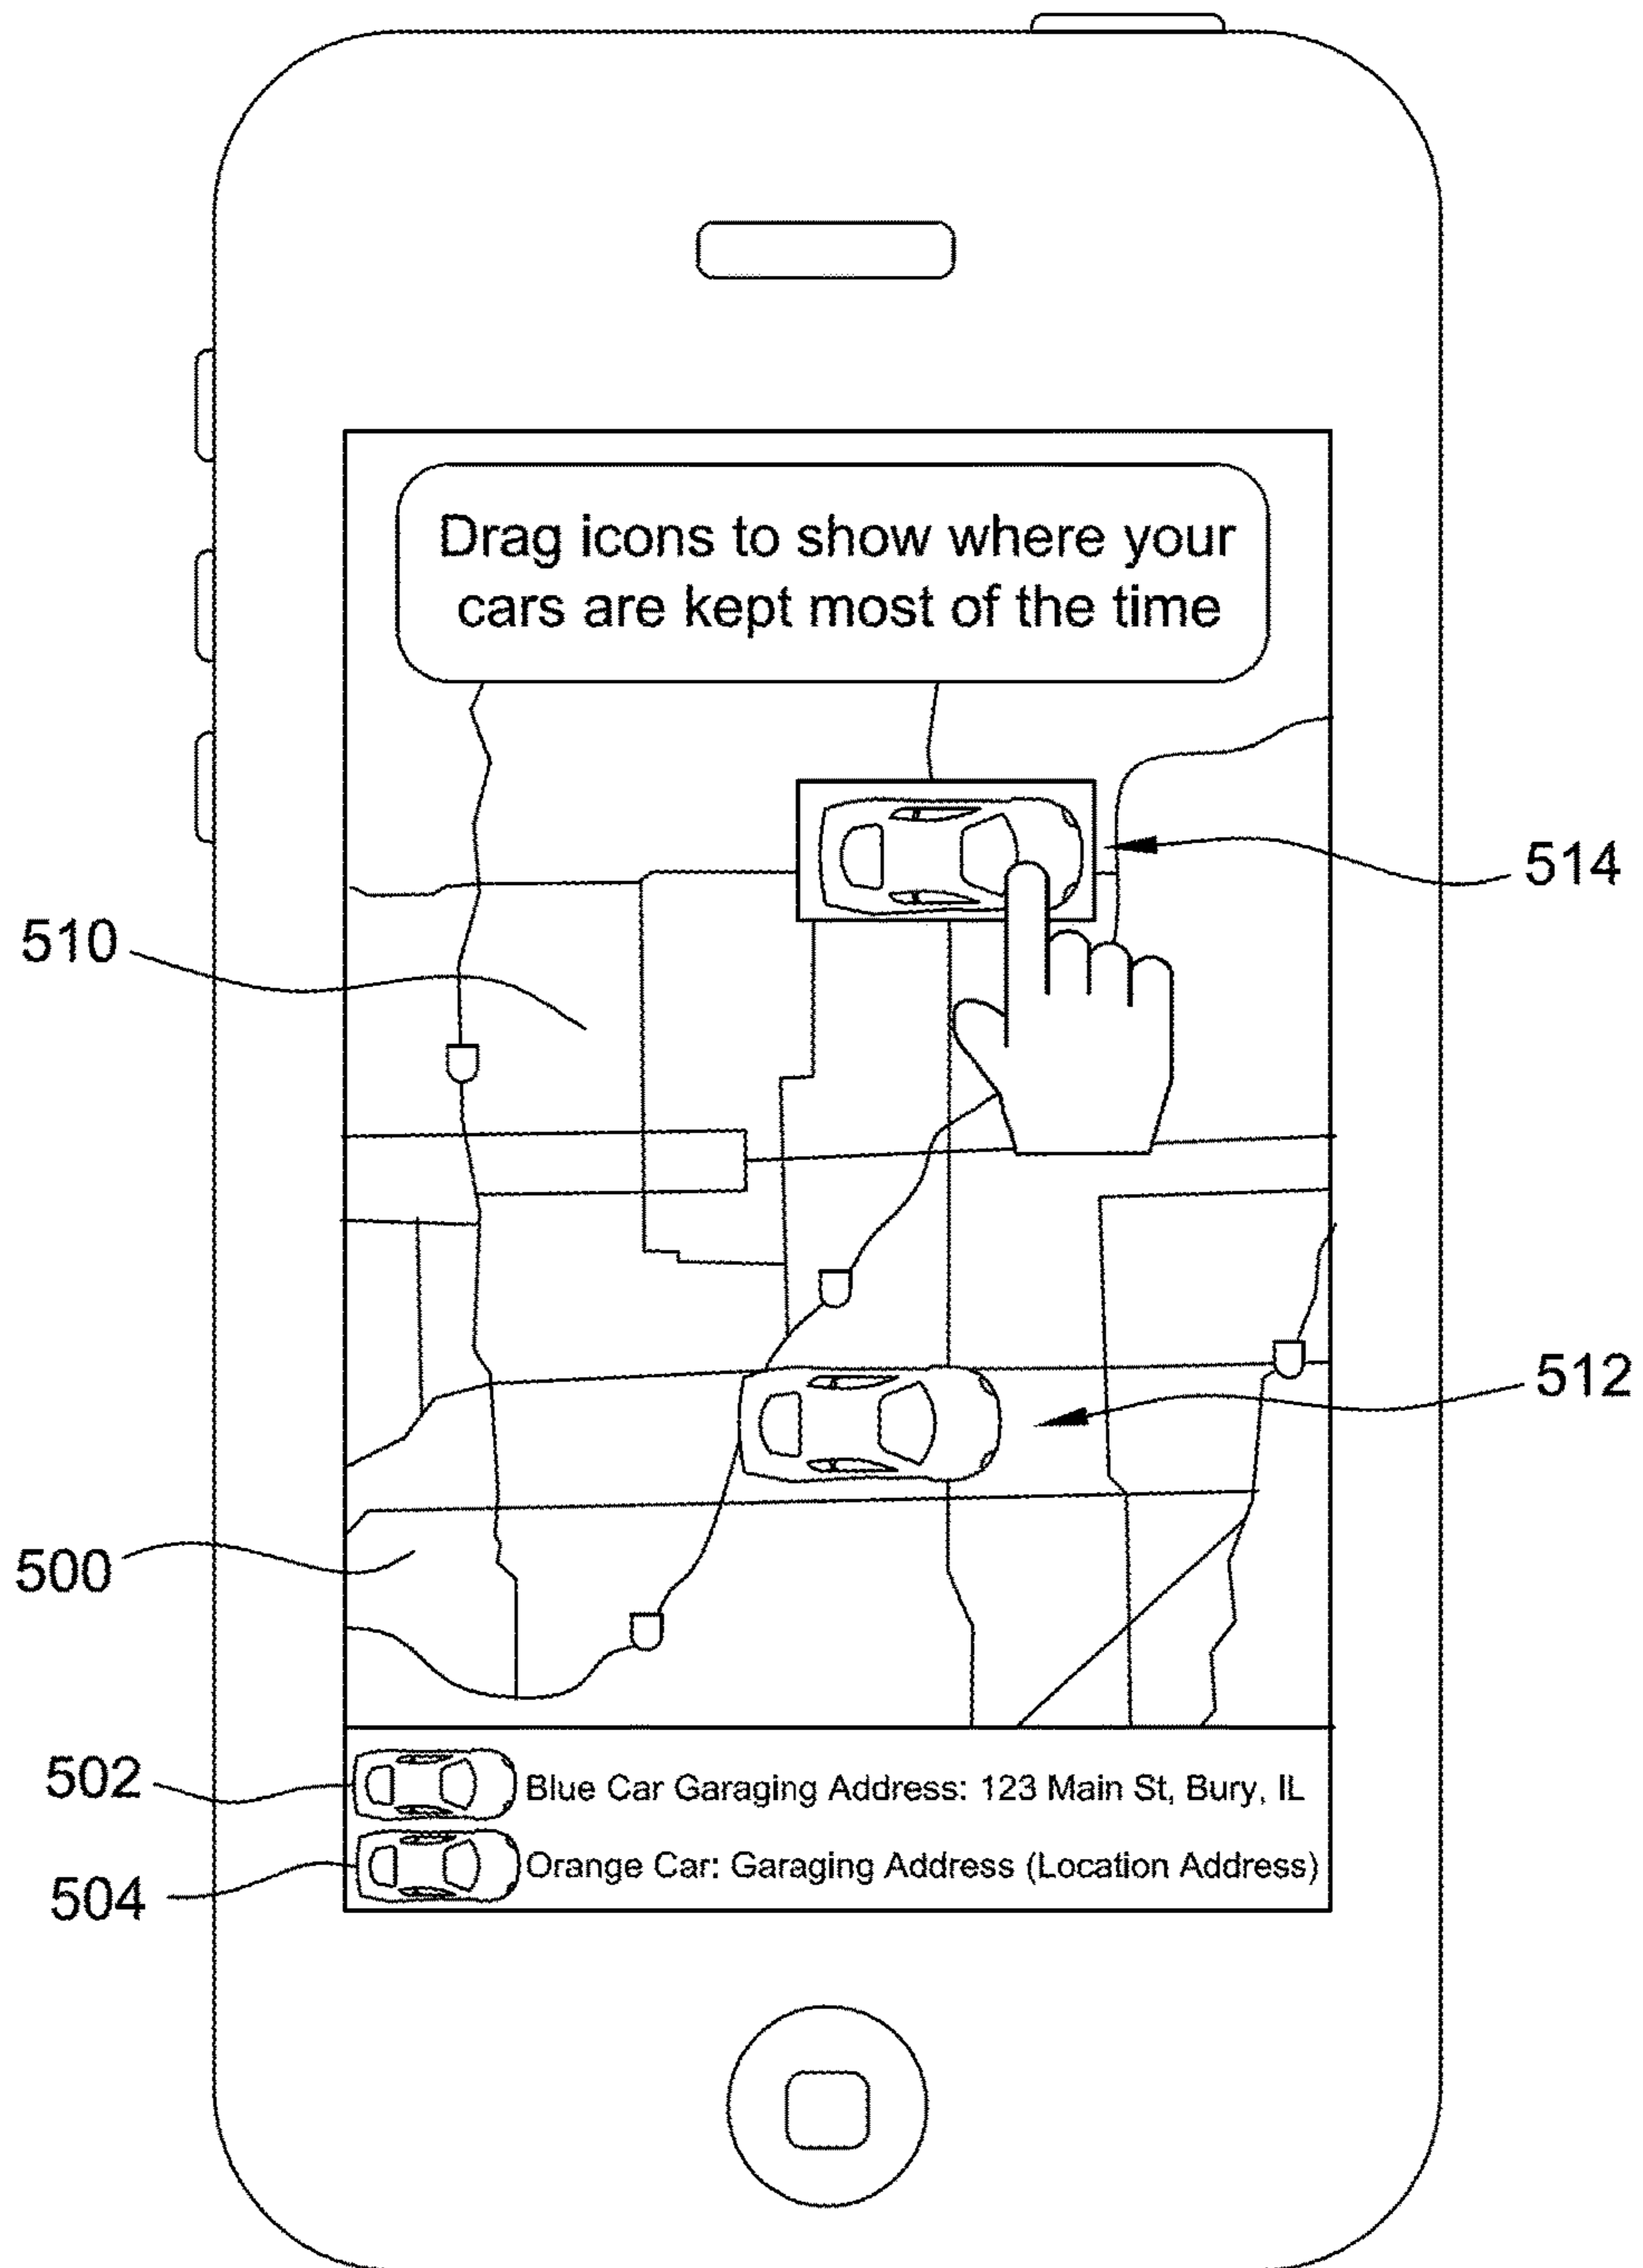 Drag icons to show where your
cars are kept most of the time
514
510
512
500
502
Blue Car Garaging Address: 123 Main St, Bury, IL
504
Orange Car: Garaging Address (Location Address)